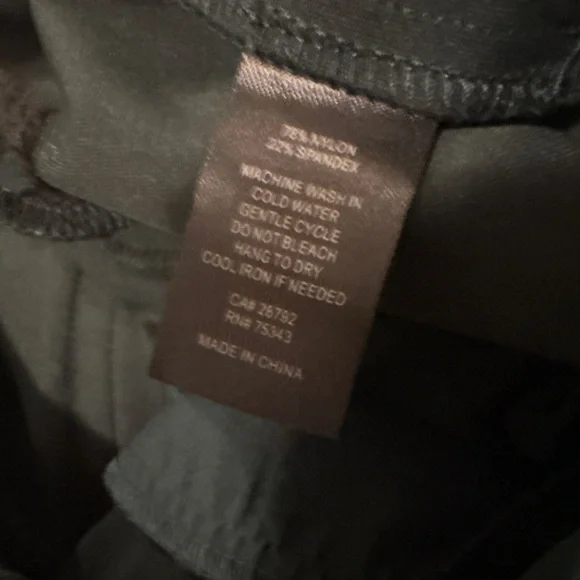 78% NYLON
22% SPANDEX
MACHINE WASH IN
COLD WATER
GENTLE CYCLE
DO NOT BLEACH
HANG TO DRY
COOL IRON IF NEEDED
CA# 26792
RN# 75343
MADE IN CHINA